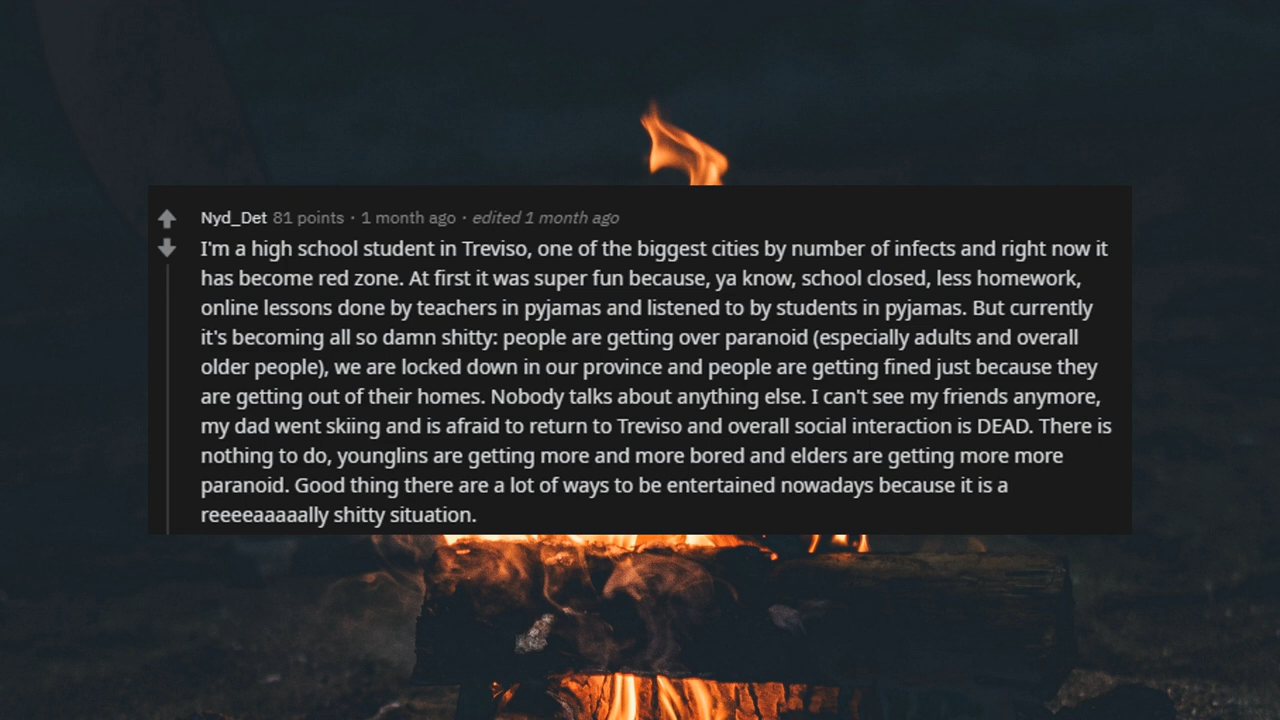 Nyd_Det 81 points · 1 month ago · edited 1 month ago
I'm a high school student in Treviso, one of the biggest cities by number of infects and right now it
has become red zone. At first it was super fun because, ya know, school closed, less homework,
online lessons done by teachers in pyjamas and listened to by students in pyjamas. But currently
it's becoming all so damn shitty: people are getting over paranoid (especially adults and overall
older people), we are locked down in our province and people are getting fined just because they
are getting out of their homes. Nobody talks about anything else. I can't see my friends anymore,
my dad went skiing and is afraid to return to Treviso and overall social interaction is DEAD. There is
nothing to do, younglins are getting more and more bored and elders are getting more more
paranoid. Good thing there are a lot of ways to be entertained nowadays because it is a
reeeeaaaaally shitty situation.